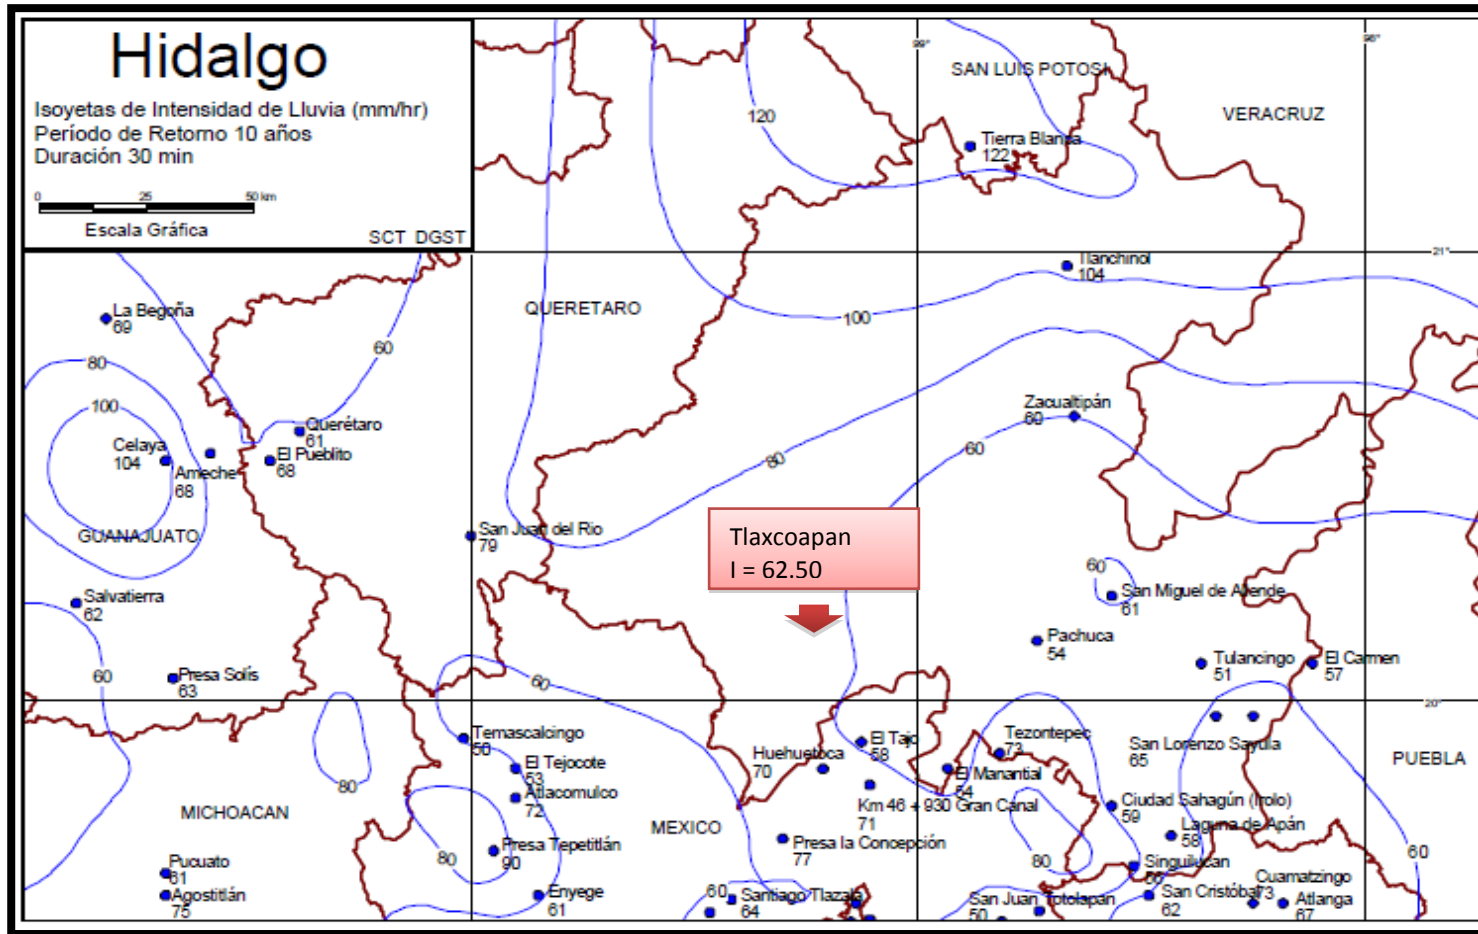 Hidalgo
Isoyetas de Intensidad de Lluvia (mm/hr)
Período de Retorno 10 años
Duración 30 min
0 25 50 km
Escala Gráfica
SCT DGST
99°
98°
SAN LUIS POTOSI
VERACRUZ
120
Tierra Blanca
122
21°
Tlanchinol
104
QUERETARO
100
La Begoña
69
60
80
100
Querétaro
61
Celaya
104
El Pueblito
68
Ameche
68
Zacualtipán
60
60
80
GUANAJUATO
San Juan del Rio
79
Tlaxcoapan
I = 62.50
60
San Miguel de Allende
61
Salvatierra
62
Pachuca
54
Tulancingo
51
El Carmen
57
60
Presa Solís
63
60
20°
Temascalcingo
50
El Tajo
58
Tezontepec
73
San Lorenzo Sayula
65
PUEBLA
Huehuetoca
70
El Tejocote
53
El Manantial
54
80
Atlacomulco
72
Km 46 + 930 Gran Canal
71
Ciudad Sahagún (Irolo)
59
MICHOACAN
MEXICO
Presa la Concepción
77
Laguna de Apán
58
80
Presa Tepetitlán
90
80
60
Pucuato
61
Singuilucan
56
Cuamatzingo
73
Agostitlán
75
Enyege
61
60
Santiago Tlazala
64
San Juan Totolapan
50
San Cristóbal
62
Atlanga
67